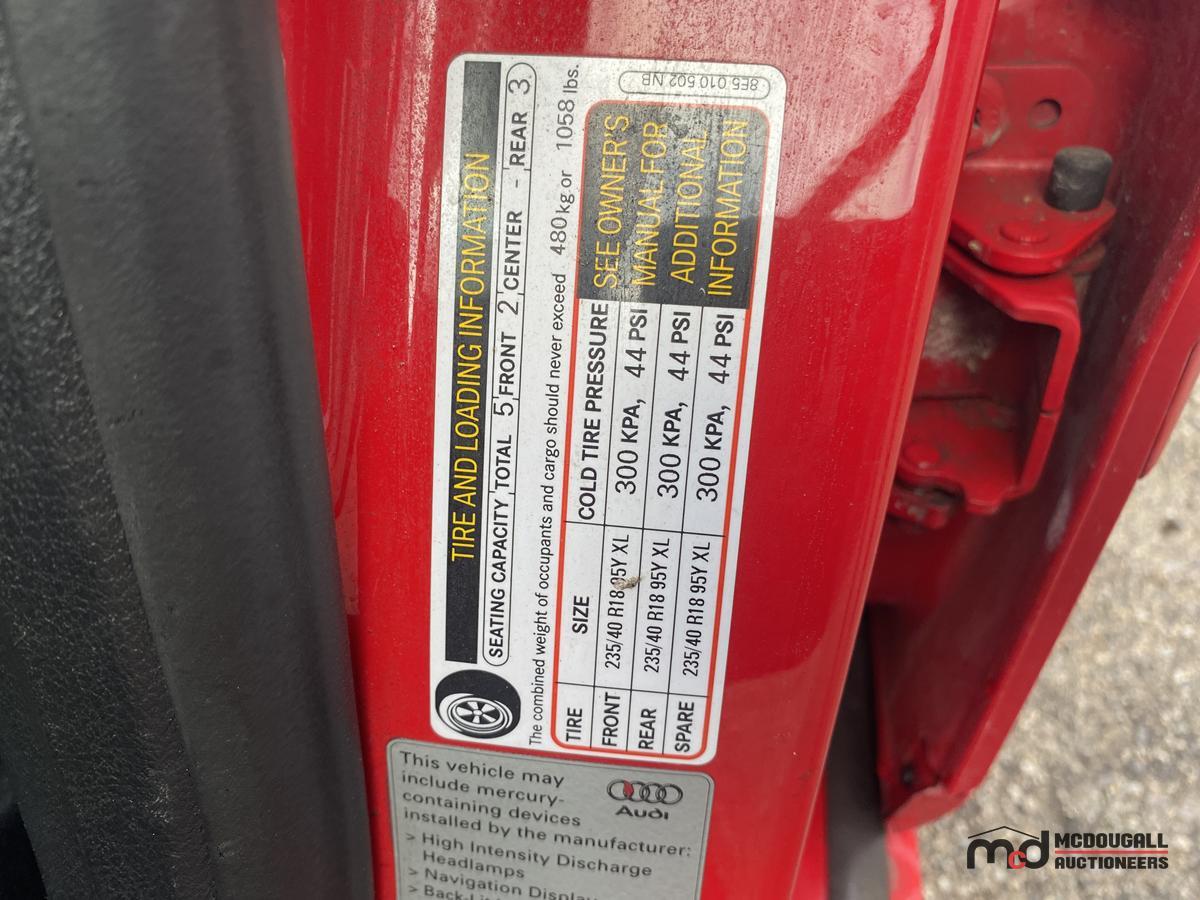 TIRE AND LOADING INFORMATION
SEATING CAPACITY TOTAL 5 FRONT 2 CENTER - REAR 3
The combined weight of occupants and cargo should never exceed 480 kg or 1058 lbs.
TIRE SIZE COLD TIRE PRESSURE
FRONT 235/40 R18 95Y XL 300 KPA, 44 PSI
REAR 235/40 R18 95Y XL 300 KPA, 44 PSI
SPARE 235/40 R18 95Y XL 300 KPA, 44 PSI
SEE OWNER'S
MANUAL FOR
ADDITIONAL
INFORMATION
8E5 010 502 NB
This vehicle may
include mercury-
containing devices
installed by the manufacturer:
> High Intensity Discharge
Headlamps
> Navigation Display
Audi
mcd MCDOUGALL
AUCTIONEERS